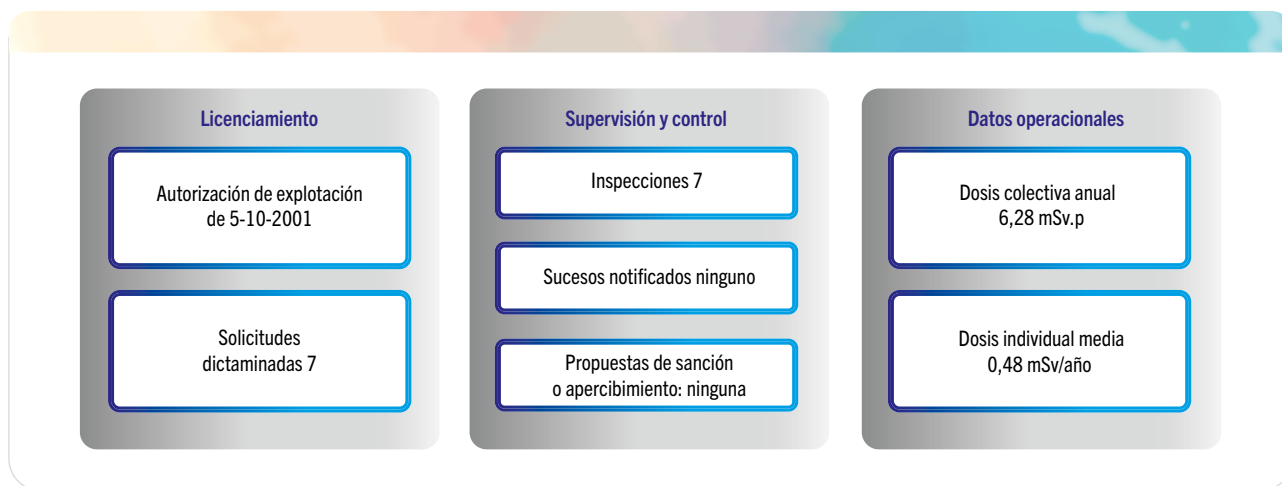 Licenciamiento
Autorización de explotación
de 5-10-2001
Solicitudes
dictaminadas 7
Supervisión y control
Inspecciones 7
Sucesos notificados ninguno
Propuestas de sanción
o apercibimiento: ninguna
Datos operacionales
Dosis colectiva anual
6,28 mSv.p
Dosis individual media
0,48 mSv/año